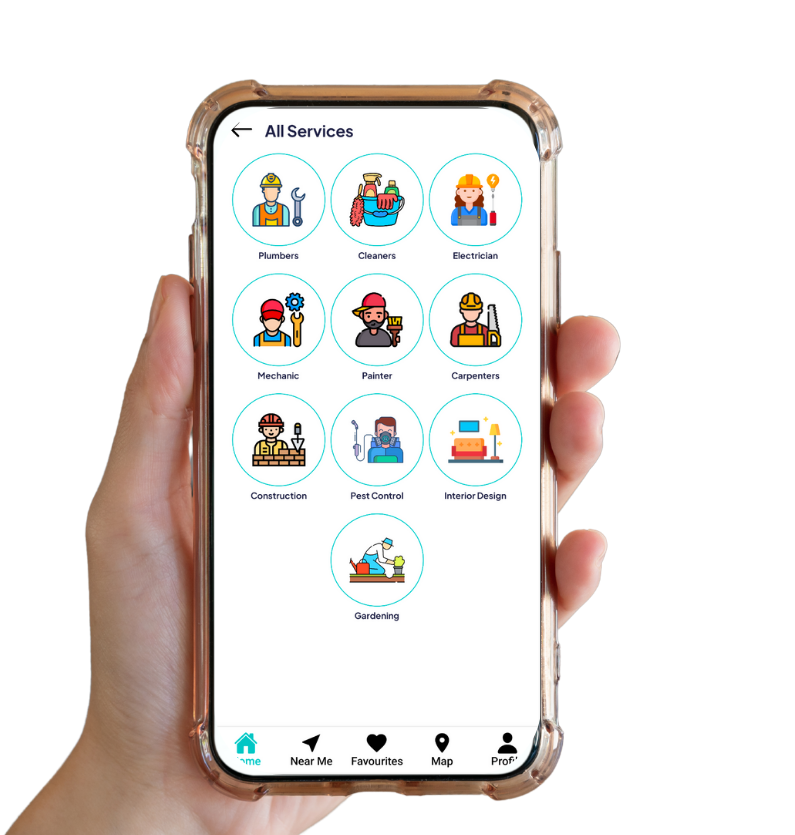 All Services
Plumbers Cleaners Electrician
Mechanic Painter Carpenters
Construction Pest Control Interior Design
Gardening
ome Near Me Favourites Map Profi